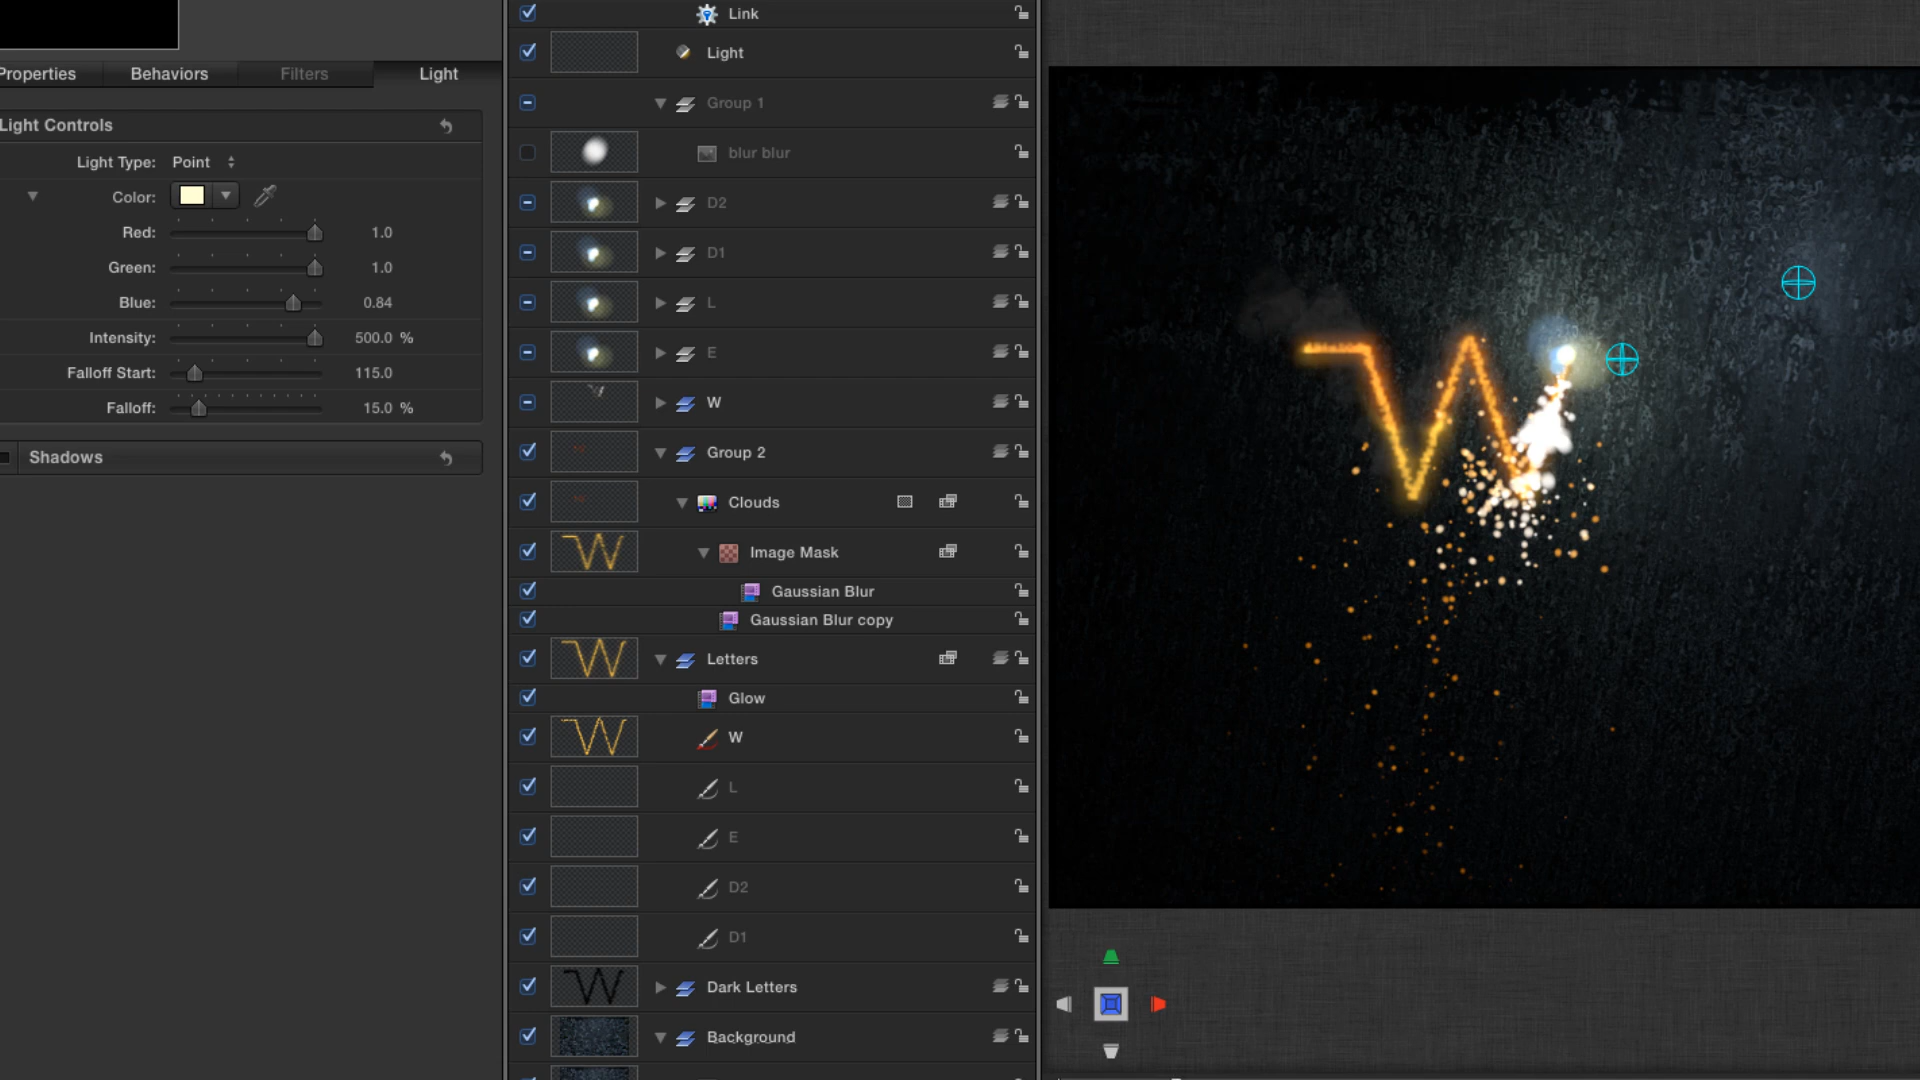 Properties
Behaviors
Filters
Light
Light Controls
Light Type: Point
Color:
Red: 1.0
Green: 1.0
Blue: 0.84
Intensity: 500.0 %
Falloff Start: 115.0
Falloff: 15.0 %
Shadows
Link
Light
Group 1
blur blur
D2
D1
L
E
W
Group 2
Clouds
Image Mask
Gaussian Blur
Gaussian Blur copy
Letters
Glow
W
L
E
D2
D1
Dark Letters
Background
W